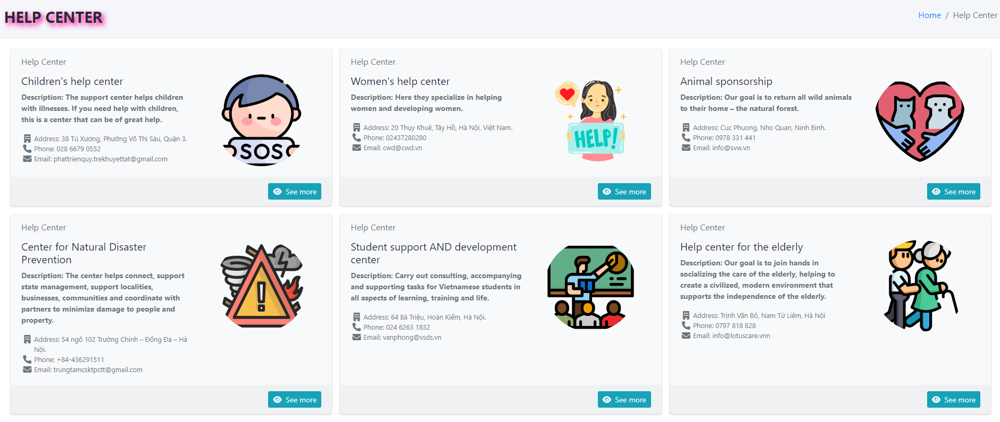 HELP CENTER
Home / Help Center
Help Center
Children's help center
Description: The support center helps children
with illnesses. If you need help with children,
this is a center that can be of great help.
Address: 38 Tú Xương, Phường Võ Thị Sáu, Quận 3.
Phone: 028 6679 0552
Email: phattrienquy.trekhuyettat@gmail.com
SOS
See more
Help Center
Women's help center
Description: Here they specialize in helping
women and developing women.
Address: 20 Thụy Khuê, Tây Hồ, Hà Nội, Việt Nam.
Phone: 02437280280
Email: cwd@cwd.vn
HELP!
See more
Help Center
Animal sponsorship
Description: Our goal is to return all wild animals
to their home – the natural forest.
Address: Cuc Phuong, Nho Quan, Ninh Binh.
Phone: 0978 331 441
Email: info@svw.vn
See more
Help Center
Center for Natural Disaster
Prevention
Description: The center helps connect, support
state management, support localities,
businesses, communities and coordinate with
partners to minimize damage to people and
property.
Address: 54 ngõ 102 Trường Chinh – Đống Đa – Hà
Nội.
Phone: +84-436291511
Email: trungtamcsktpctt@gmail.com
!
See more
Help Center
Student support AND development
center
Description: Carry out consulting, accompanying
and supporting tasks for Vietnamese students in
all aspects of learning, training and life.
Address: 64 Bà Triệu, Hoàn Kiếm, Hà Nội.
Phone: 024 6263 1832
Email: vanphong@vsds.vn
See more
Help Center
Help center for the elderly
Description: Our goal is to join hands in
socializing the care of the elderly, helping to
create a civilized, modern environment that
supports the independence of the elderly.
Address: Trịnh Văn Bô, Nam Từ Liêm, Hà Nội
Phone: 0797 818 828
Email: info@lotuscare.vnn
See more